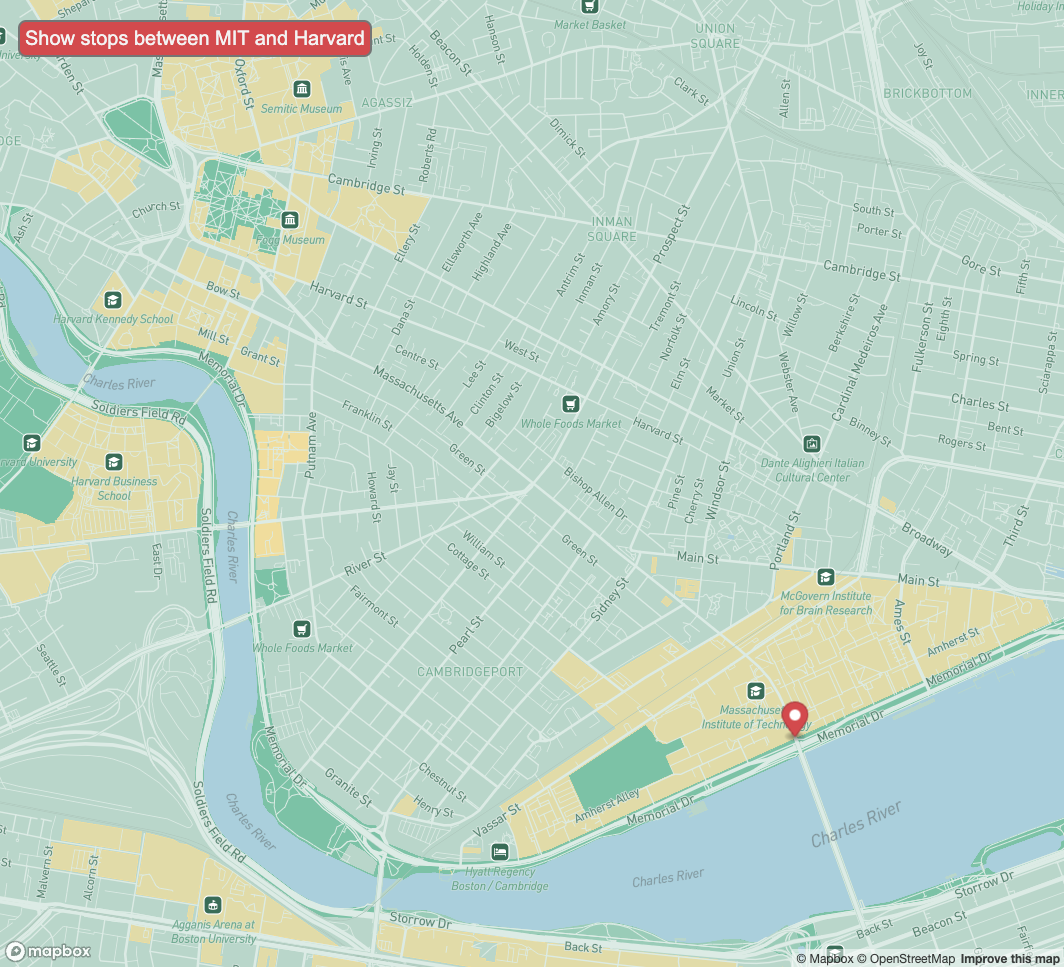 Show stops between MIT and Harvard
Market Basket
UNION
SQUARE
Holiday
Hanson St
Beacon St
Holden St
Oxford St
Joy St
Semitic Museum
AGASSIZ
Clark St
Allen St
BRICKBOTTOM
INNER
Dimick St
Irving St
Roberts Rd
Cambridge St
Church St
Ash St
Fogg Museum
INMAN
SQUARE
Prospect St
South St
Porter St
Ellery St
Ellsworth Ave
Highland Ave
Antrim St
Inman St
Amory St
Cambridge St
Gore St
Fifth St
Bow St
Harvard St
Harvard Kennedy School
Mill St
Grant St
Dana St
Tremont St
Norfolk St
Lincoln St
Willow St
Berkshire St
Cardinal Medeiros Ave
Fulkerson St
Eighth St
Sciarappa St
Spring St
Centre St
West St
Elm St
Union St
Webster Ave
Memorial Dr
Charles River
Soldiers Field Rd
Massachusetts Ave
Lee St
Clinton St
Bigelow St
Market St
Binney St
Charles St
Bent St
Rogers St
Franklin St
Putnam Ave
Whole Foods Market
Harvard St
Harvard Business
School
Green St
Jay St
Howard St
Bishop Allen Dr
Pine St
Cherry St
Windsor St
Dante Alighieri Italian
Cultural Center
Portland St
Broadway
Third St
Soldiers Field Rd
Charles River
East Dr
River St
William St
Cottage St
Green St
Main St
Main St
McGovern Institute
for Brain Research
Fairmont St
Sidney St
Ames St
Amherst St
Whole Foods Market
Pearl St
Seattle St
CAMBRIDGEPORT
Memorial Dr
Institute of Technology
Memorial Dr
Memorial Dr
Granite St
Chestnut St
Henry St
Vassar St
Amherst Alley
Memorial Dr
Soldiers Field Rd
Charles River
Charles River
Hyatt Regency
Boston / Cambridge
Charles River
Malvern St
Alcorn St
Agganis Arena at
Boston University
Storrow Dr
Back St
Storrow Dr
Beacon St
Back St
mapbox
© Mapbox © OpenStreetMap Improve this map